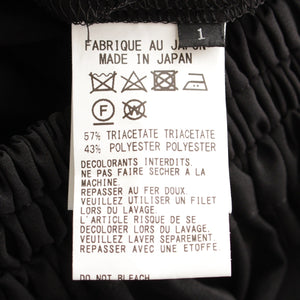 1
FABRIQUE AU JAPON
MADE IN JAPAN
F
W
57% TRIACETATE TRIACETATE
43% POLYESTER POLYESTER
DECOLORANTS INTERDITS.
NE PAS FAIRE SECHER A LA
MACHINE.
REPASSER AU FER DOUX.
VEUILLEZ UTILISER UN FILET
LORS DU LAVAGE.
L'ARTICLE RISQUE DE SE
DECOLORER LORS DU LAVAGE.
VEUILLEZ LAVER SEPAREMENT.
REPASSER AVEC UNE ETOFFE.
DO NOT BLEACH.